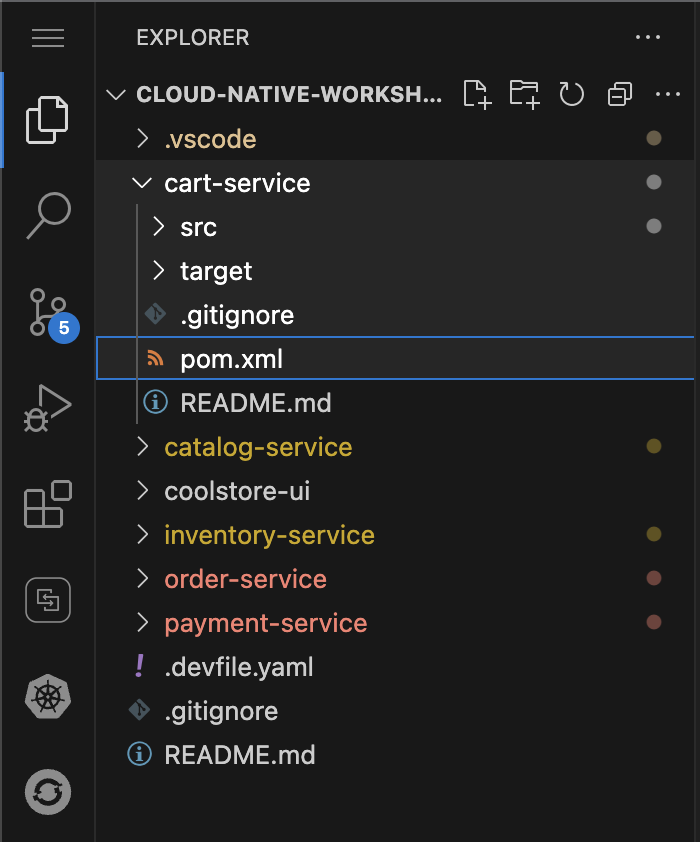 EXPLORER
CLOUD-NATIVE-WORKSH...
.vscode
cart-service
src
target
.gitignore
pom.xml
README.md
5
catalog-service
coolstore-ui
inventory-service
order-service
payment-service
.devfile.yaml
.gitignore
README.md